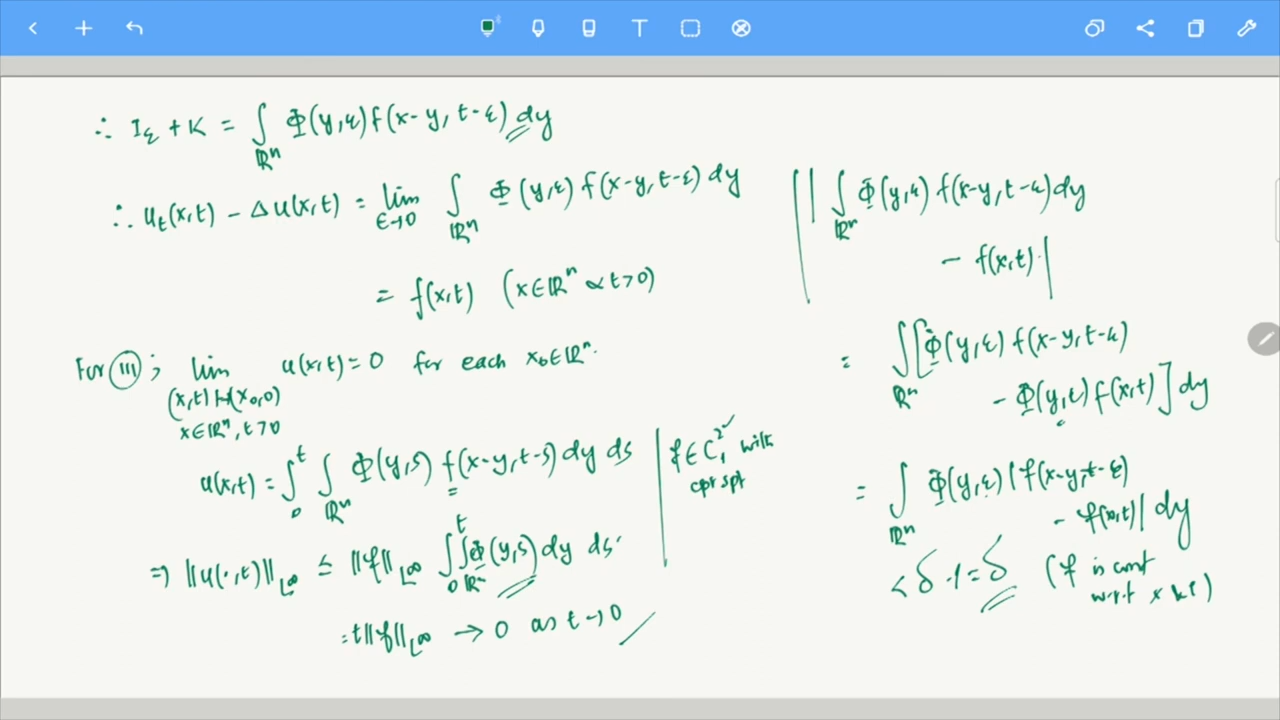 ∴ I_ε + K = ∫_{ℝⁿ} Φ(y,ε) f(x-y, t-ε) dy
∴ u_t(x,t) - Δu(x,t) = lim_{ε→0} ∫_{ℝⁿ} Φ(y,ε) f(x-y,t-ε) dy
= f(x,t) (x∈ℝⁿ & t>0)
For (III); lim_{(x,t)↦(x₀,0) x∈ℝⁿ, t>0} u(x,t) = 0 for each x₀∈ℝⁿ.
u(x,t) = ∫₀ᵗ ∫_{ℝⁿ} Φ(y,s) f(x-y,t-s) dy ds
f∈C₁² with
cpt spt
⇒ ||u(·,t)||_{L^∞} ≤ ||f||_{L^∞} ∫₀ᵗ ∫_{ℝⁿ} Φ(y,s) dy ds.
= t||f||_{L^∞} → 0 as t→0
| ∫_{ℝⁿ} Φ(y,ε) f(x-y,t-ε) dy
- f(x,t) |
= ∫_{ℝⁿ} [Φ(y,ε) f(x-y,t-ε)
- Φ(y,t) f(x,t)] dy
= ∫_{ℝⁿ} Φ(y,ε) |f(x-y,t-ε)
- f(x,t)| dy
< δ·1 = δ (f is cont
w.r.t x & t)